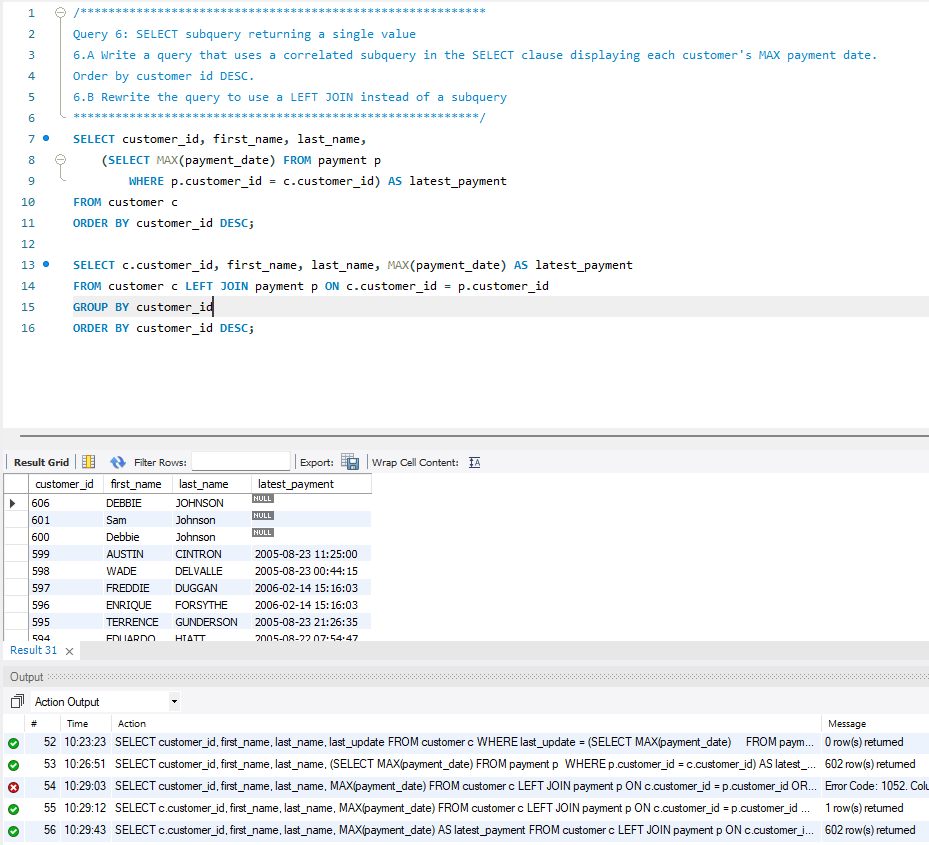 1 /**********************************************************
2 Query 6: SELECT subquery returning a single value
3 6.A Write a query that uses a correlated subquery in the SELECT clause displaying each customer's MAX payment date.
4 Order by customer id DESC.
5 6.B Rewrite the query to use a LEFT JOIN instead of a subquery
6 **********************************************************/
7 SELECT customer_id, first_name, last_name,
8 (SELECT MAX(payment_date) FROM payment p
9 WHERE p.customer_id = c.customer_id) AS latest_payment
10 FROM customer c
11 ORDER BY customer_id DESC;
12
13 SELECT c.customer_id, first_name, last_name, MAX(payment_date) AS latest_payment
14 FROM customer c LEFT JOIN payment p ON c.customer_id = p.customer_id
15 GROUP BY customer_id
16 ORDER BY customer_id DESC;
Result Grid Filter Rows: Export: Wrap Cell Content: IA
customer_id first_name last_name latest_payment
606 DEBBIE JOHNSON NULL
601 Sam Johnson NULL
600 Debbie Johnson NULL
599 AUSTIN CINTRON 2005-08-23 11:25:00
598 WADE DELVALLE 2005-08-23 00:44:15
597 FREDDIE DUGGAN 2006-02-14 15:16:03
596 ENRIQUE FORSYTHE 2006-02-14 15:16:03
595 TERRENCE GUNDERSON 2005-08-23 21:26:35
594 EDUARDO HIATT 2005-08-22 07:54:47
Result 31
Output
Action Output
# Time Action Message
52 10:23:23 SELECT customer_id, first_name, last_name, last_update FROM customer c WHERE last_update = (SELECT MAX(payment_date) FROM paym... 0 row(s) returned
53 10:26:51 SELECT customer_id, first_name, last_name, (SELECT MAX(payment_date) FROM payment p WHERE p.customer_id = c.customer_id) AS latest_... 602 row(s) returned
54 10:29:03 SELECT customer_id, first_name, last_name, MAX(payment_date) FROM customer c LEFT JOIN payment p ON c.customer_id = p.customer_id OR... Error Code: 1052. Colu
55 10:29:12 SELECT c.customer_id, first_name, last_name, MAX(payment_date) FROM customer c LEFT JOIN payment p ON c.customer_id = p.customer_id ... 1 row(s) returned
56 10:29:43 SELECT c.customer_id, first_name, last_name, MAX(payment_date) AS latest_payment FROM customer c LEFT JOIN payment p ON c.customer_i... 602 row(s) returned